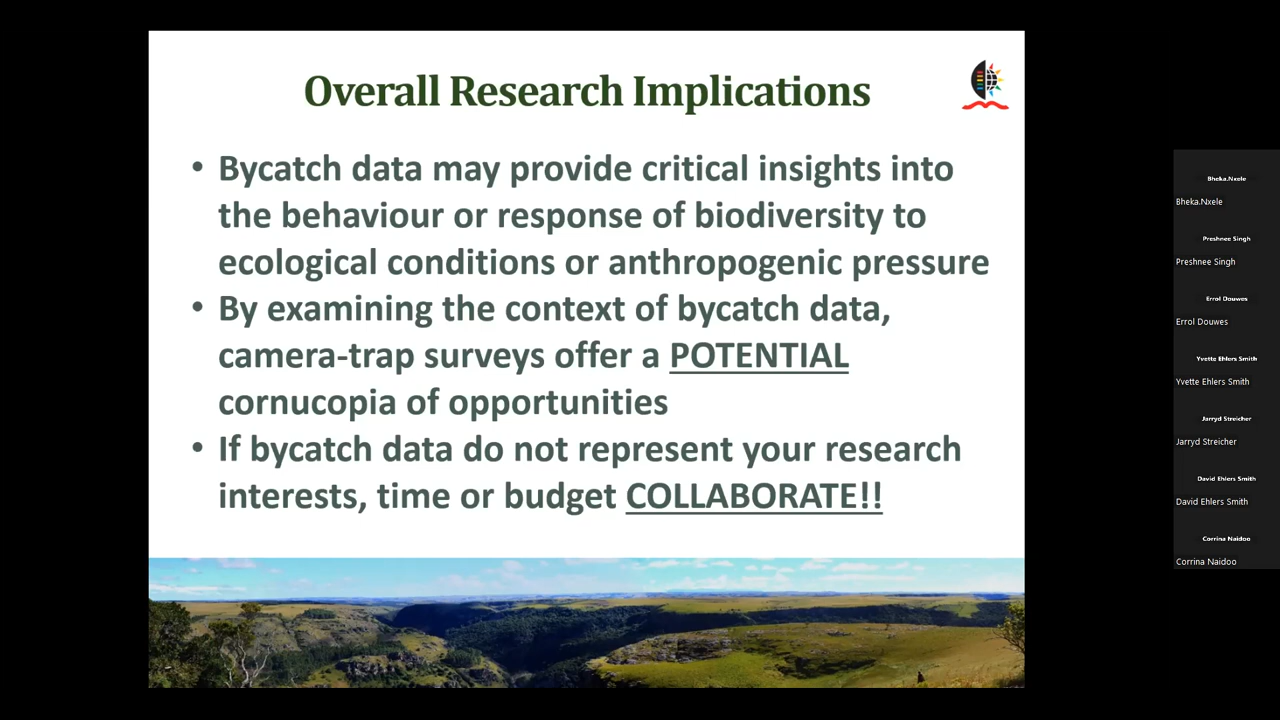 Overall Research Implications
• Bycatch data may provide critical insights into
the behaviour or response of biodiversity to
ecological conditions or anthropogenic pressure
• By examining the context of bycatch data,
camera-trap surveys offer a POTENTIAL
cornucopia of opportunities
• If bycatch data do not represent your research
interests, time or budget COLLABORATE!!
Bheka.Nxele
Bheka.Nxele
Preshnee Singh
Preshnee Singh
Errol Douwes
Errol Douwes
Yvette Ehlers Smith
Yvette Ehlers Smith
Jarryd Streicher
Jarryd Streicher
David Ehlers Smith
David Ehlers Smith
Corrina Naidoo
Corrina Naidoo